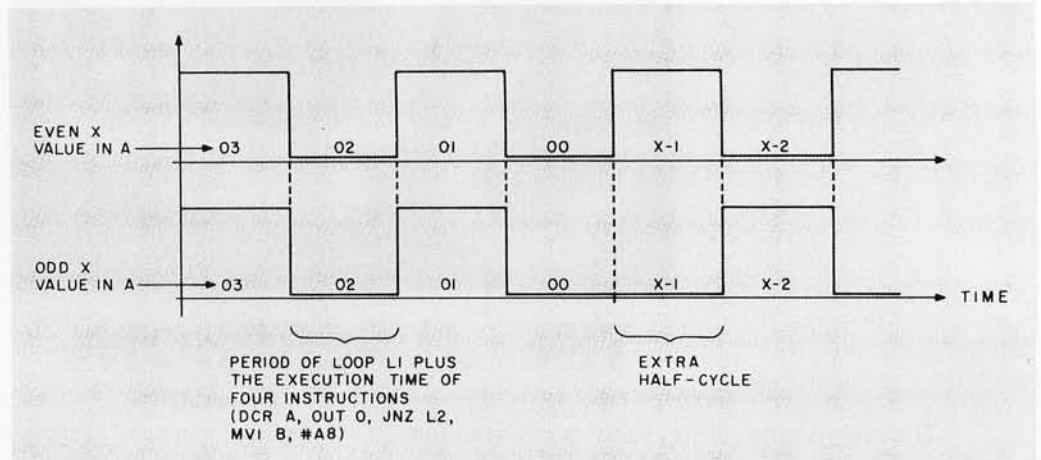 EVEN X
VALUE IN A
03 02 01 00 X-1 X-2
ODD X
VALUE IN A
03 02 01 00 X-1 X-2
TIME
PERIOD OF LOOP L1 PLUS
THE EXECUTION TIME OF
FOUR INSTRUCTIONS
(DCR A, OUT 0, JNZ L2,
MVI B, #A8)
EXTRA
HALF-CYCLE